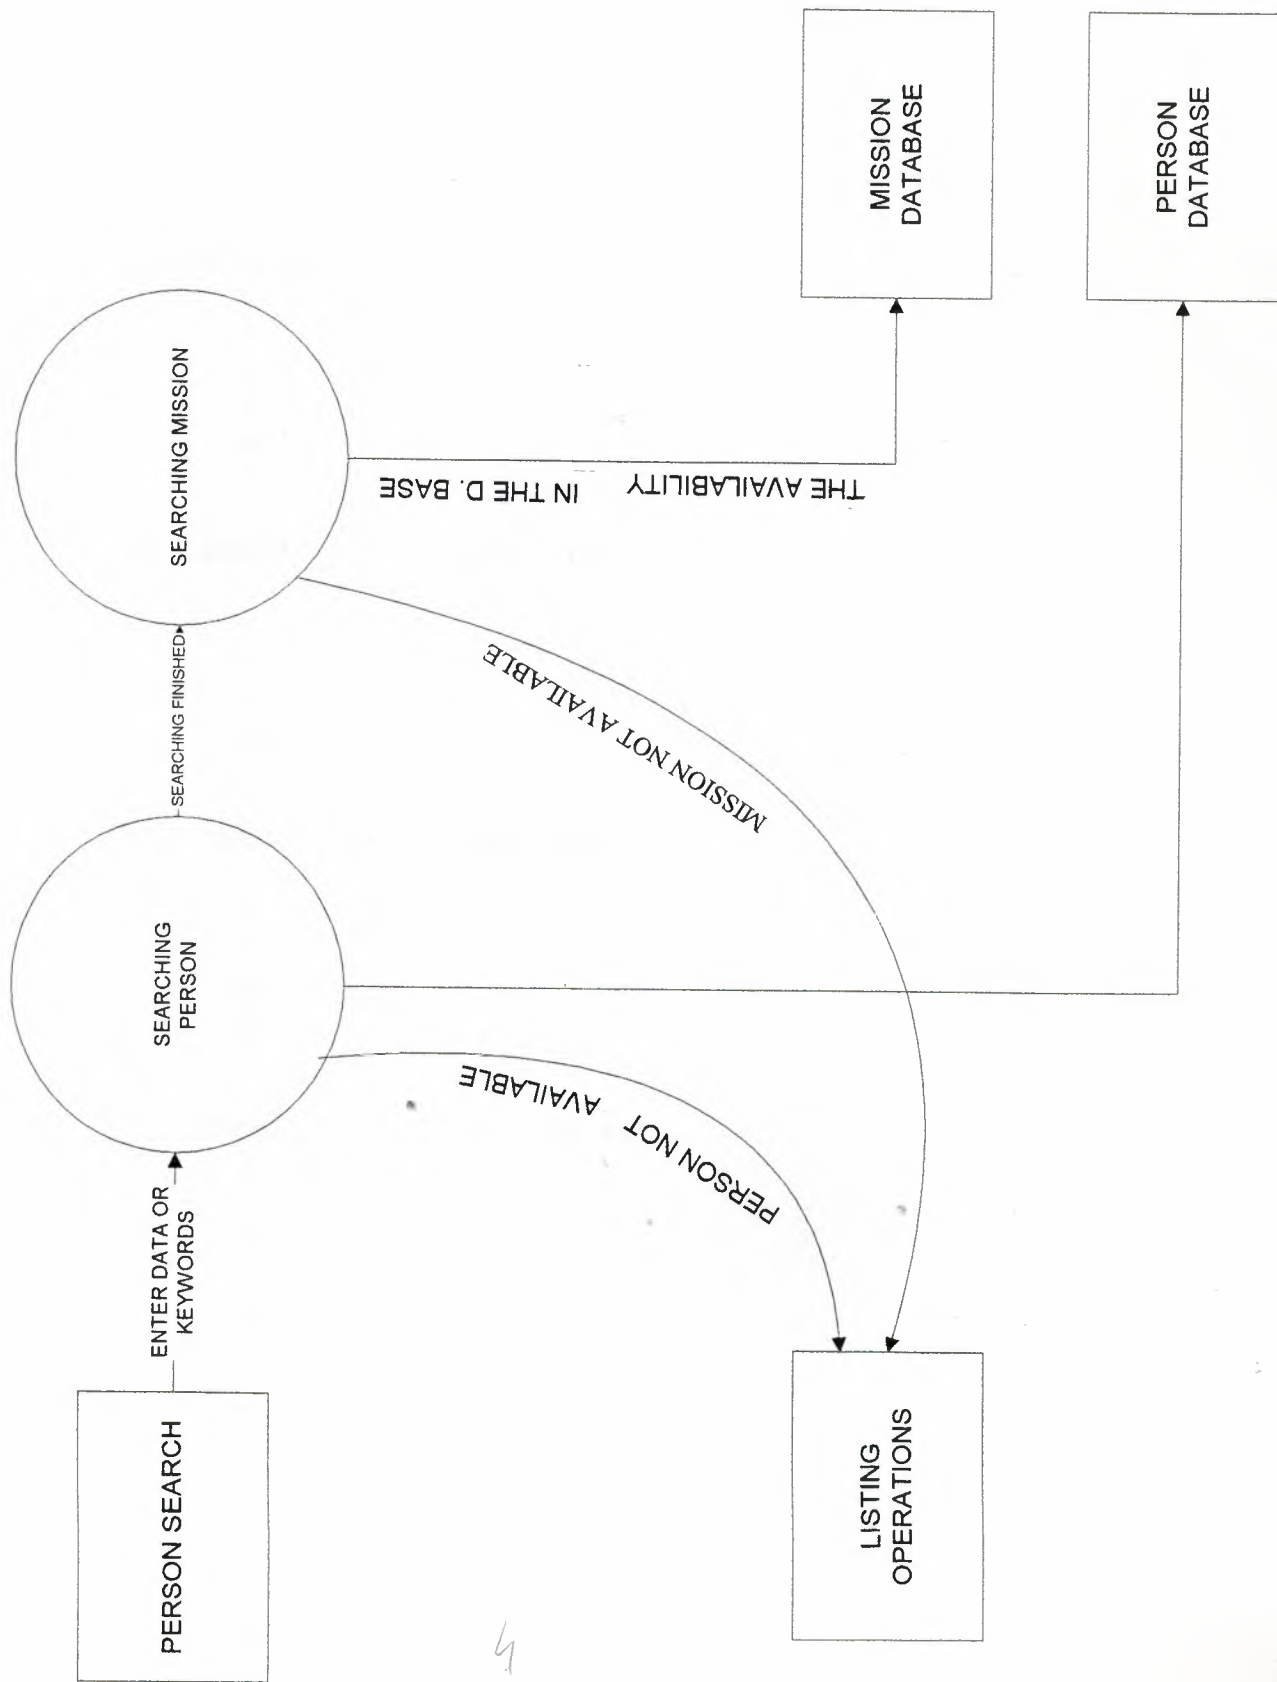 PERSON SEARCH
ENTER DATA OR
KEYWORDS
SEARCHING
PERSON
SEARCHING FINISHED
SEARCHING MISSION
PERSON NOT
AVAILABLE
MISSION NOT AVAILABLE
THE AVAILABILITY
IN THE D. BASE
LISTING
OPERATIONS
MISSION
DATABASE
PERSON
DATABASE